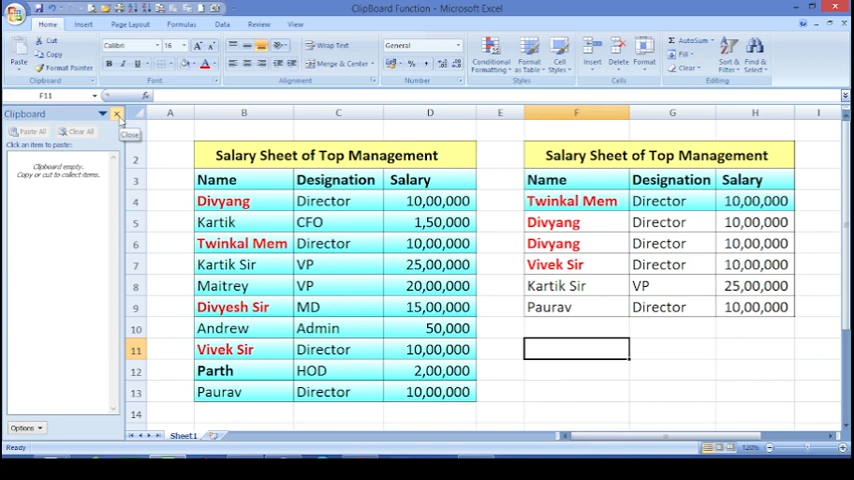 ClipBoard Function - Microsoft Excel
Home Insert Page Layout Formulas Data Review View
Cut
Copy
Format Painter
Paste
Clipboard
Calibri 16
Font
Wrap Text
Merge & Center
Alignment
General
Number
Conditional Formatting
Format as Table
Cell Styles
Styles
Insert Delete Format
Cells
AutoSum
Fill
Clear
Sort & Filter
Find & Select
Editing
F11
Clipboard
Close
Paste All Clear All
Click an item to paste:
Clipboard empty.
Copy or cut to collect items.
Options
A B C D E F G H I
2 Salary Sheet of Top Management Salary Sheet of Top Management
3 Name Designation Salary Name Designation Salary
4 Divyang Director 10,00,000 Twinkal Mem Director 10,00,000
5 Kartik CFO 1,50,000 Divyang Director 10,00,000
6 Twinkal Mem Director 10,00,000 Divyang Director 10,00,000
7 Kartik Sir VP 25,00,000 Vivek Sir Director 10,00,000
8 Maitrey VP 20,00,000 Kartik Sir VP 25,00,000
9 Divyesh Sir MD 15,00,000 Paurav Director 10,00,000
10 Andrew Admin 50,000
11 Vivek Sir Director 10,00,000
12 Parth HOD 2,00,000
13 Paurav Director 10,00,000
14
Sheet1
Ready
120%